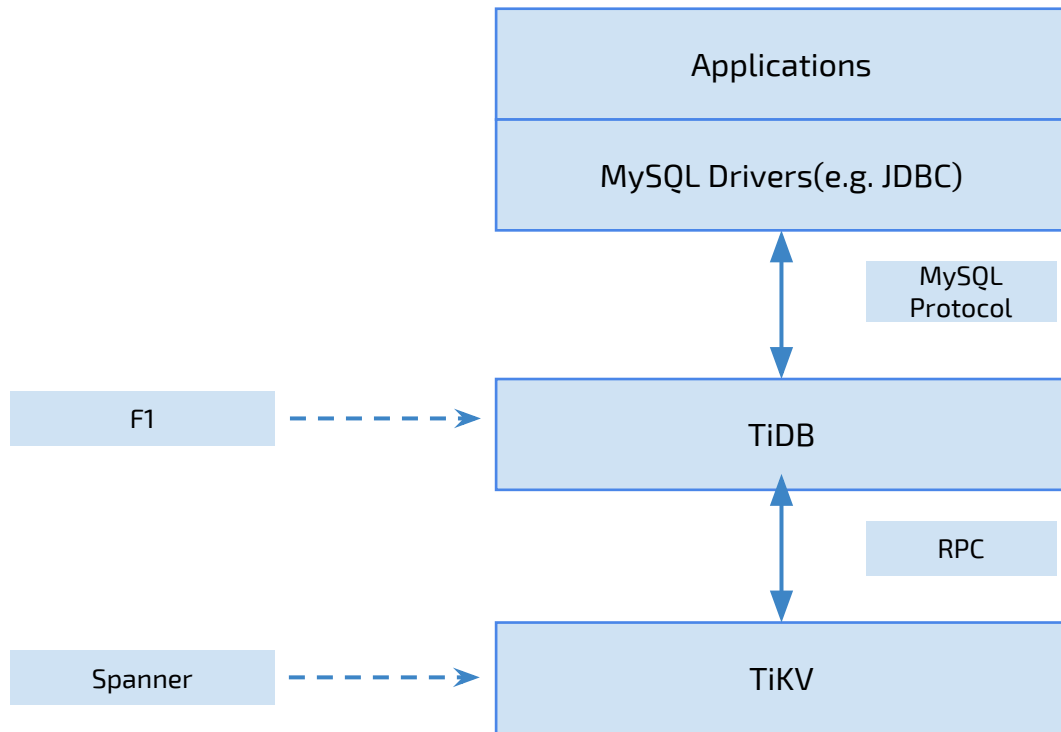 Applications
MySQL Drivers(e.g. JDBC)
MySQL
Protocol
F1
TiDB
RPC
Spanner
TiKV